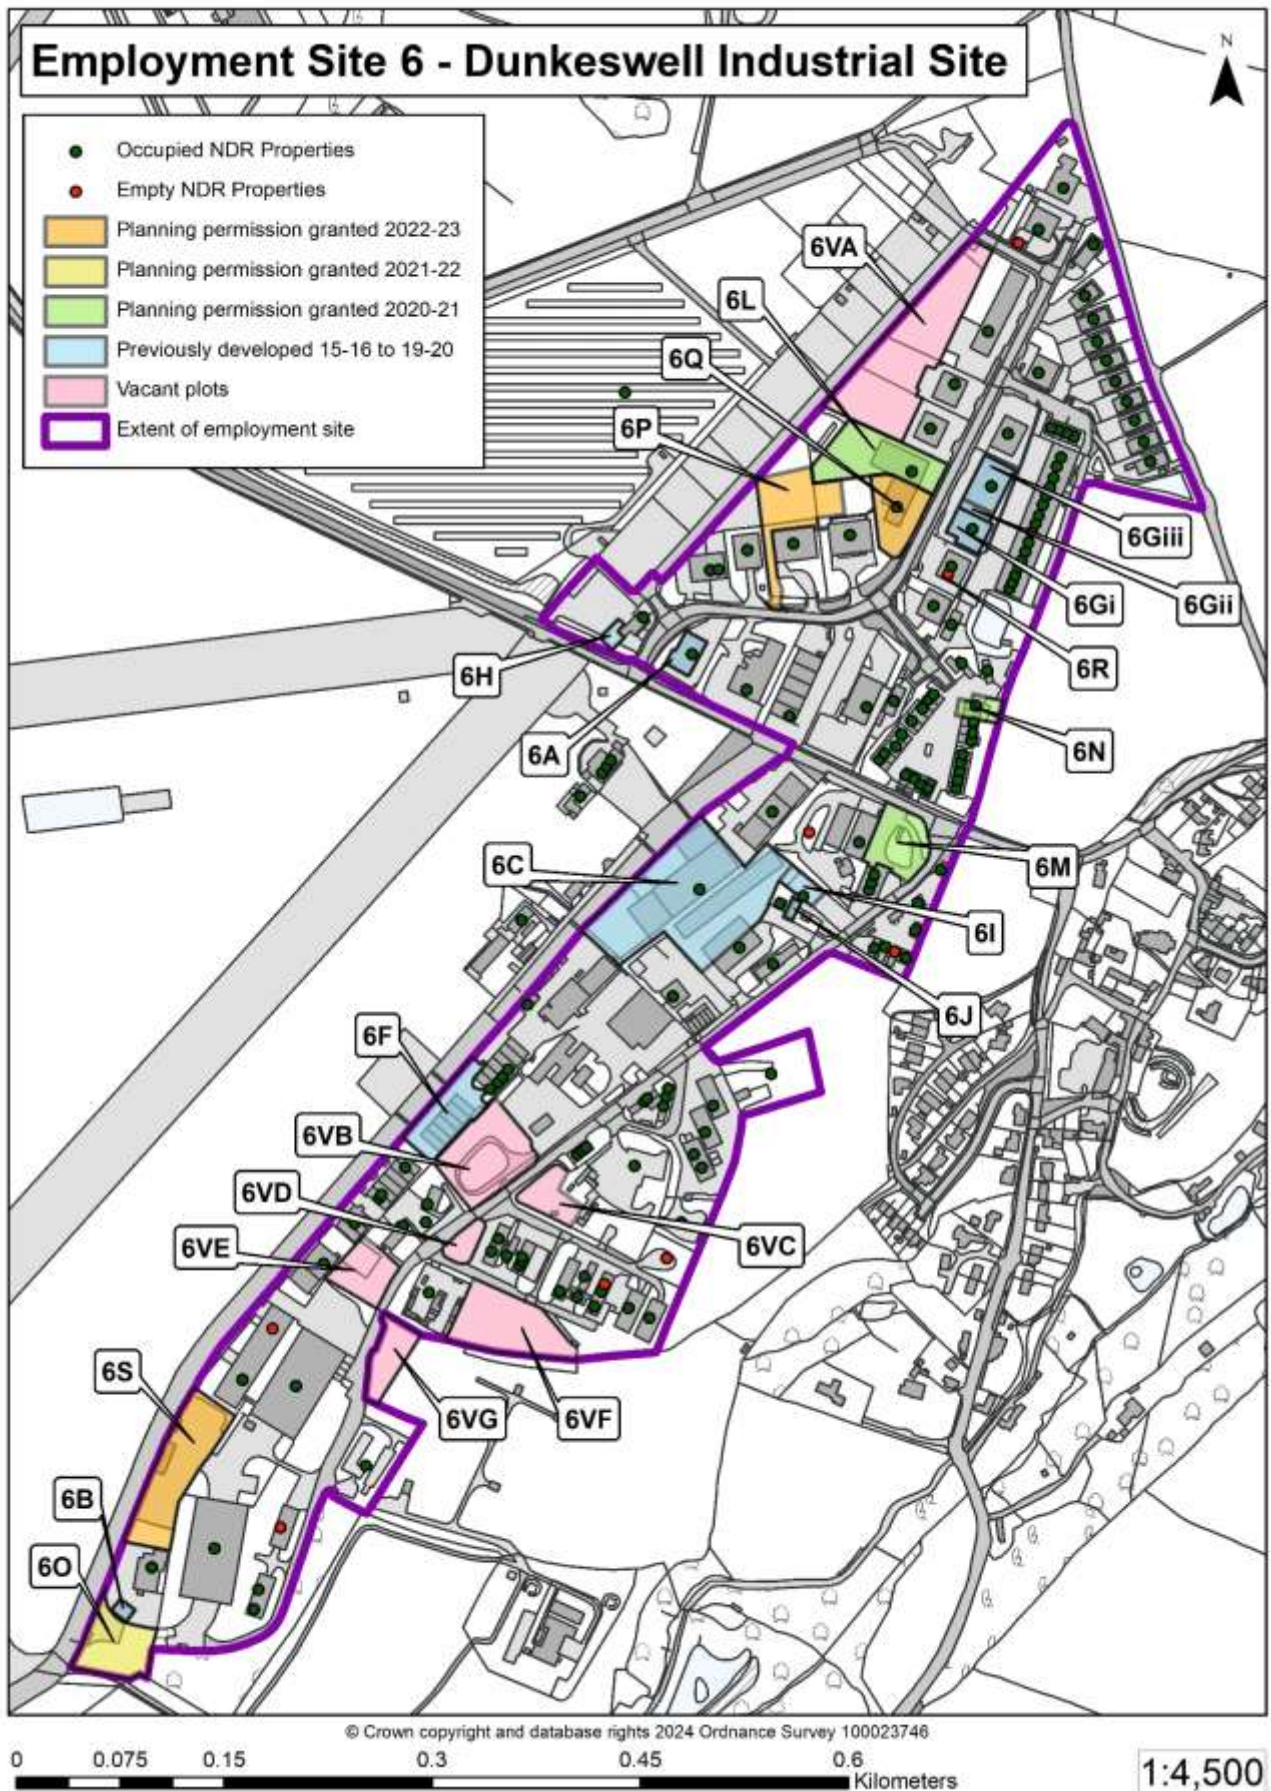 Employment Site 6 - Dunkeswell Industrial Site
N
Occupied NDR Properties
Empty NDR Properties
Planning permission granted 2022-23
Planning permission granted 2021-22
Planning permission granted 2020-21
Previously developed 15-16 to 19-20
Vacant plots
Extent of employment site
6VA
6L
6Q
6P
6Giii
6Gi
6Gii
6H
6R
6A
6N
6C
6M
6I
6J
6F
6VB
6VD
6VE
6VC
6S
6VG
6VF
6B
6O
© Crown copyright and database rights 2024 Ordnance Survey 100023746
0 0.075 0.15 0.3 0.45 0.6
Kilometers
1:4,500